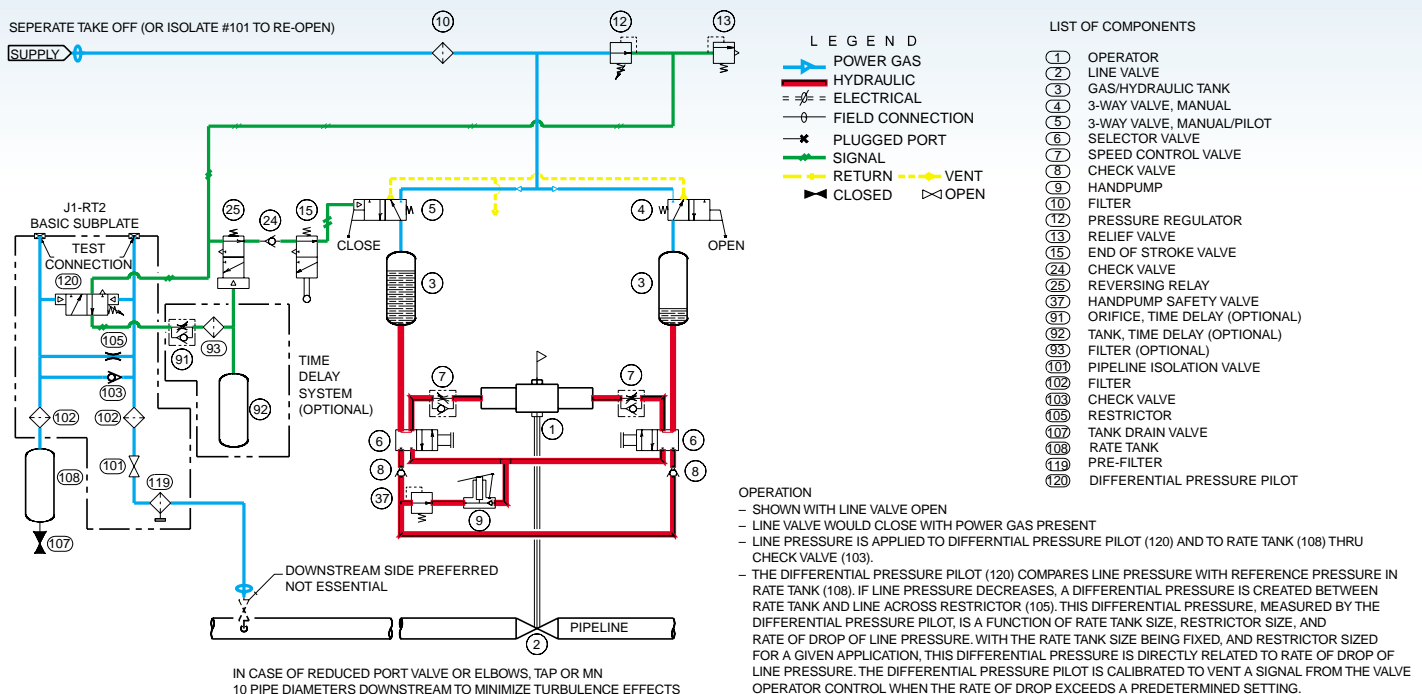 SEPERATE TAKE OFF (OR ISOLATE #101 TO RE-OPEN)
SUPPLY
10
12
13
L E G E N D
POWER GAS
HYDRAULIC
ELECTRICAL
FIELD CONNECTION
PLUGGED PORT
SIGNAL
RETURN
VENT
CLOSED
OPEN
LIST OF COMPONENTS
1 OPERATOR
2 LINE VALVE
3 GAS/HYDRAULIC TANK
4 3-WAY VALVE, MANUAL
5 3-WAY VALVE, MANUAL/PILOT
6 SELECTOR VALVE
7 SPEED CONTROL VALVE
8 CHECK VALVE
9 HANDPUMP
10 FILTER
12 PRESSURE REGULATOR
13 RELIEF VALVE
15 END OF STROKE VALVE
24 CHECK VALVE
25 REVERSING RELAY
37 HANDPUMP SAFETY VALVE
91 ORIFICE, TIME DELAY (OPTIONAL)
92 TANK, TIME DELAY (OPTIONAL)
93 FILTER (OPTIONAL)
101 PIPELINE ISOLATION VALVE
102 FILTER
103 CHECK VALVE
105 RESTRICTOR
107 TANK DRAIN VALVE
108 RATE TANK
119 PRE-FILTER
120 DIFFERENTIAL PRESSURE PILOT
J1-RT2
BASIC SUBPLATE
TEST
CONNECTION
120
25
24
15
5
4
CLOSE
OPEN
3
3
105
91
93
103
TIME
DELAY
SYSTEM
(OPTIONAL)
7
7
92
1
102
102
6
6
101
108
8
8
119
37
9
107
DOWNSTREAM SIDE PREFERRED
NOT ESSENTIAL
PIPELINE
2
IN CASE OF REDUCED PORT VALVE OR ELBOWS, TAP OR MN
10 PIPE DIAMETERS DOWNSTREAM TO MINIMIZE TURBULENCE EFFECTS
OPERATION
– SHOWN WITH LINE VALVE OPEN
– LINE VALVE WOULD CLOSE WITH POWER GAS PRESENT
– LINE PRESSURE IS APPLIED TO DIFFERNTIAL PRESSURE PILOT (120) AND TO RATE TANK (108) THRU
CHECK VALVE (103).
– THE DIFFERENTIAL PRESSURE PILOT (120) COMPARES LINE PRESSURE WITH REFERENCE PRESSURE IN
RATE TANK (108). IF LINE PRESSURE DECREASES, A DIFFERENTIAL PRESSURE IS CREATED BETWEEN
RATE TANK AND LINE ACROSS RESTRICTOR (105). THIS DIFFERENTIAL PRESSURE, MEASURED BY THE
DIFFERENTIAL PRESSURE PILOT, IS A FUNCTION OF RATE TANK SIZE, RESTRICTOR SIZE, AND
RATE OF DROP OF LINE PRESSURE. WITH THE RATE TANK SIZE BEING FIXED, AND RESTRICTOR SIZED
FOR A GIVEN APPLICATION, THIS DIFFERENTIAL PRESSURE IS DIRECTLY RELATED TO RATE OF DROP OF
LINE PRESSURE. THE DIFFERENTIAL PRESSURE PILOT IS CALIBRATED TO VENT A SIGNAL FROM THE VALVE
OPERATOR CONTROL WHEN THE RATE OF DROP EXCEEDS A PREDETERMINED SETTING.